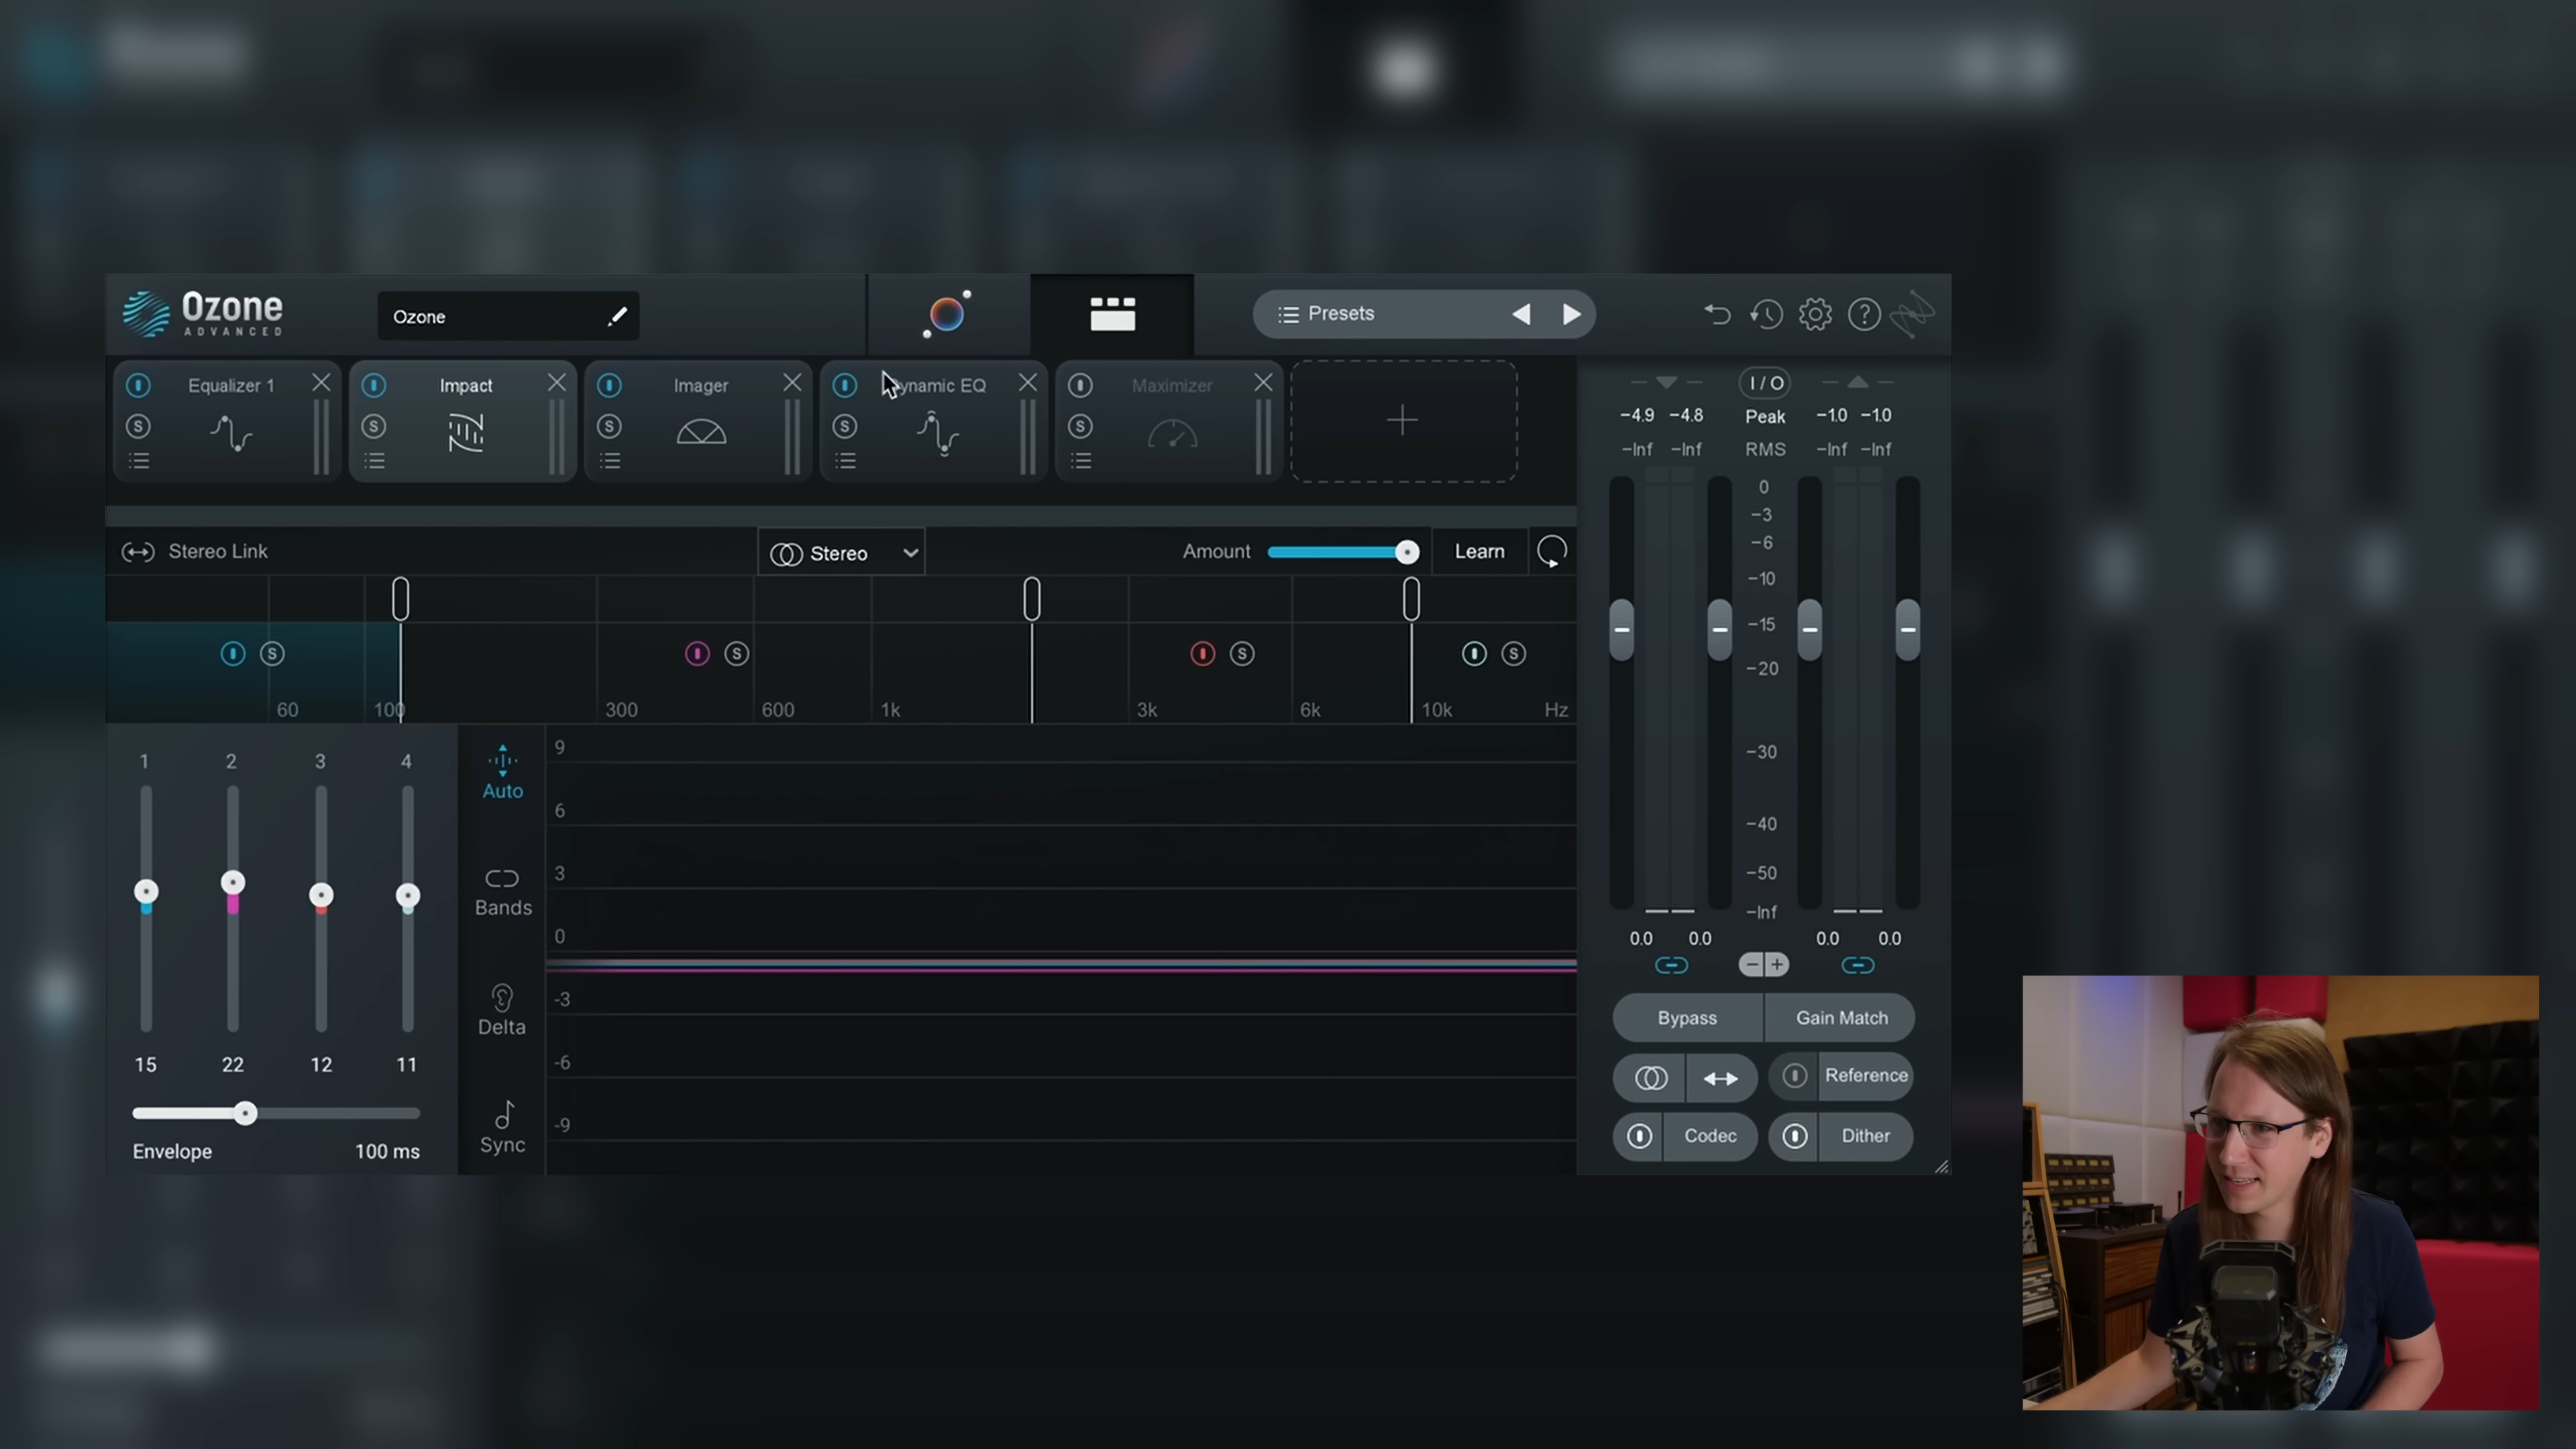 Ozone
ADVANCED
Ozone
Presets
Equalizer 1
Impact
Imager
ynamic EQ
Maximizer
S
S
S
S
S
I/O
-4.9 -4.8 Peak -1.0 -1.0
-Inf -Inf RMS -Inf -Inf
Stereo Link
Stereo
Amount
Learn
S
S
S
S
60 100 300 600 1k 3k 6k 10k Hz
1 2 3 4
15 22 12 11
Envelope 100 ms
Auto
Bands
Delta
Sync
9
6
3
0
-3
-6
-9
0
-3
-6
-10
-15
-20
-30
-40
-50
-Inf
0.0 0.0 0.0 0.0
Bypass
Gain Match
Reference
Codec
Dither